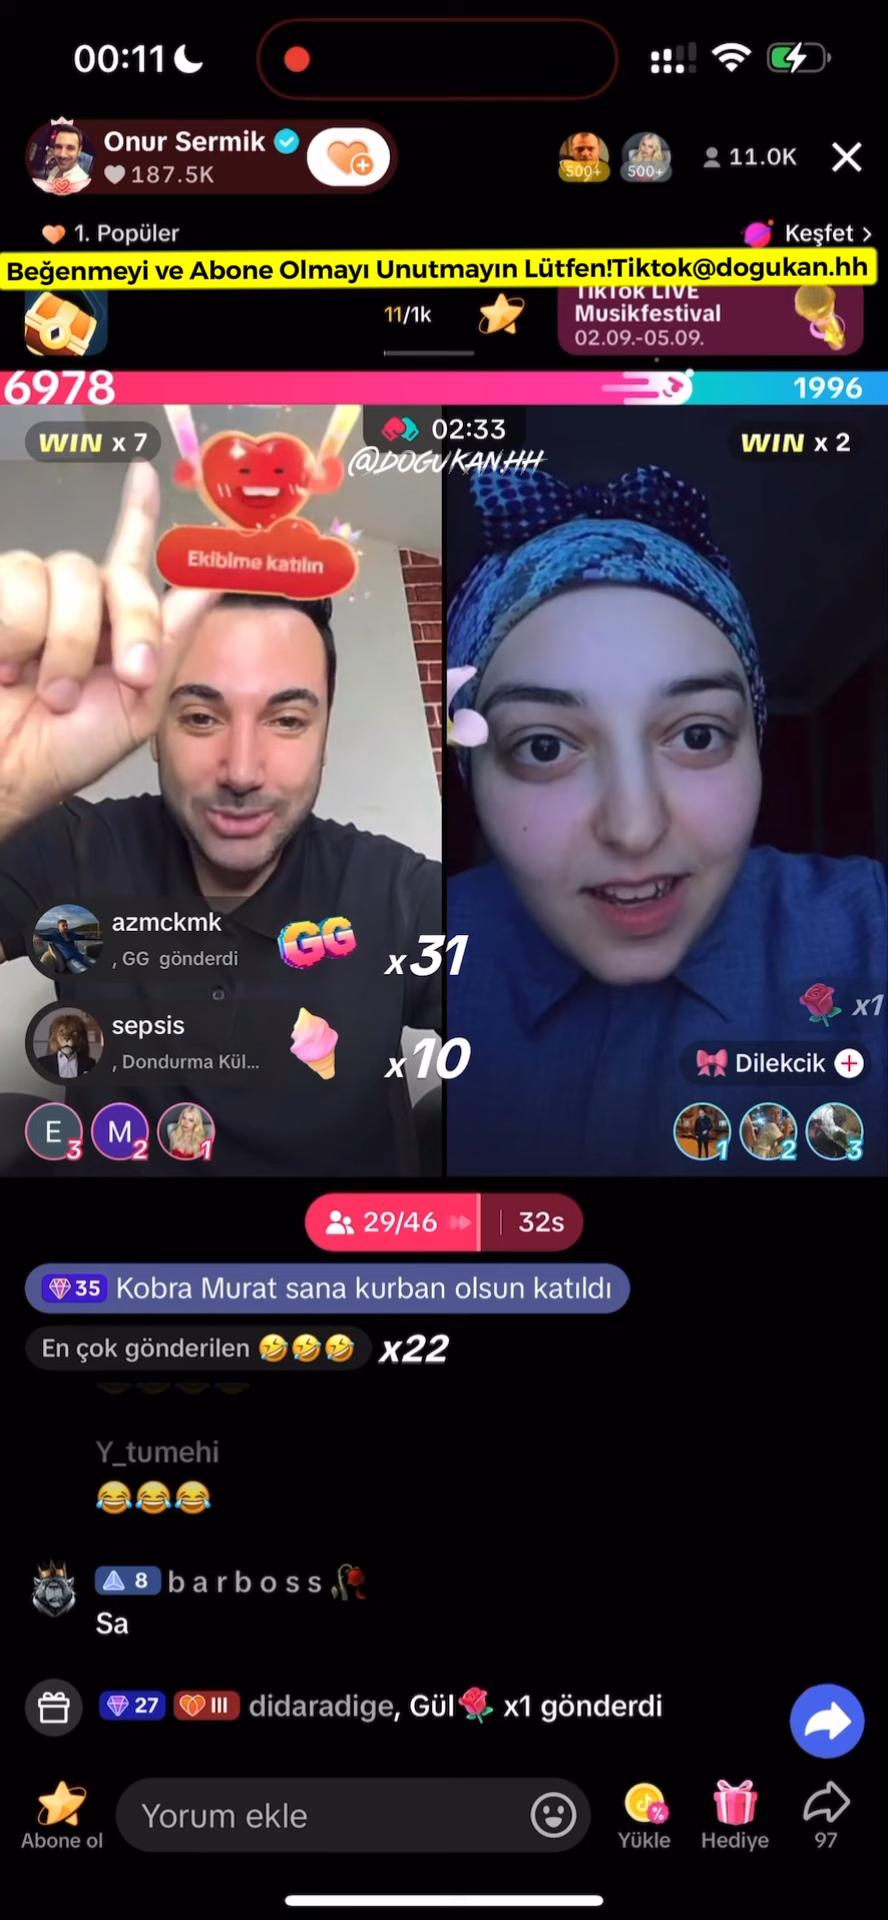 00:11
Onur Sermik
187.5K
500+
500+
11.0K
1. Popüler
Keşfet >
Beğenmeyi ve Abone Olmayı Unutmayın Lütfen!Tiktok@dogukan.hh
11/1k
TikTok LIVE
Musikfestival
02.09.-05.09.
6978
1996
WIN x 7
02:33
WIN x 2
@DOGUKAN.HH
Ekibime katılın
azmckmk
, GG gönderdi
GG
x31
sepsis
, Dondurma Kül...
x10
x1
Dilekcik
E
3
M
2
1
1
2
3
29/46
32s
35 Kobra Murat sana kurban olsun katıldı
En çok gönderilen 🤣🤣🤣 x22
Y_tumehi
😂😂😂
8 b a r b o s s 🥀
Sa
27 III didaradige, Gül🌹 x1 gönderdi
Abone ol
Yorum ekle
Yükle
Hediye
97